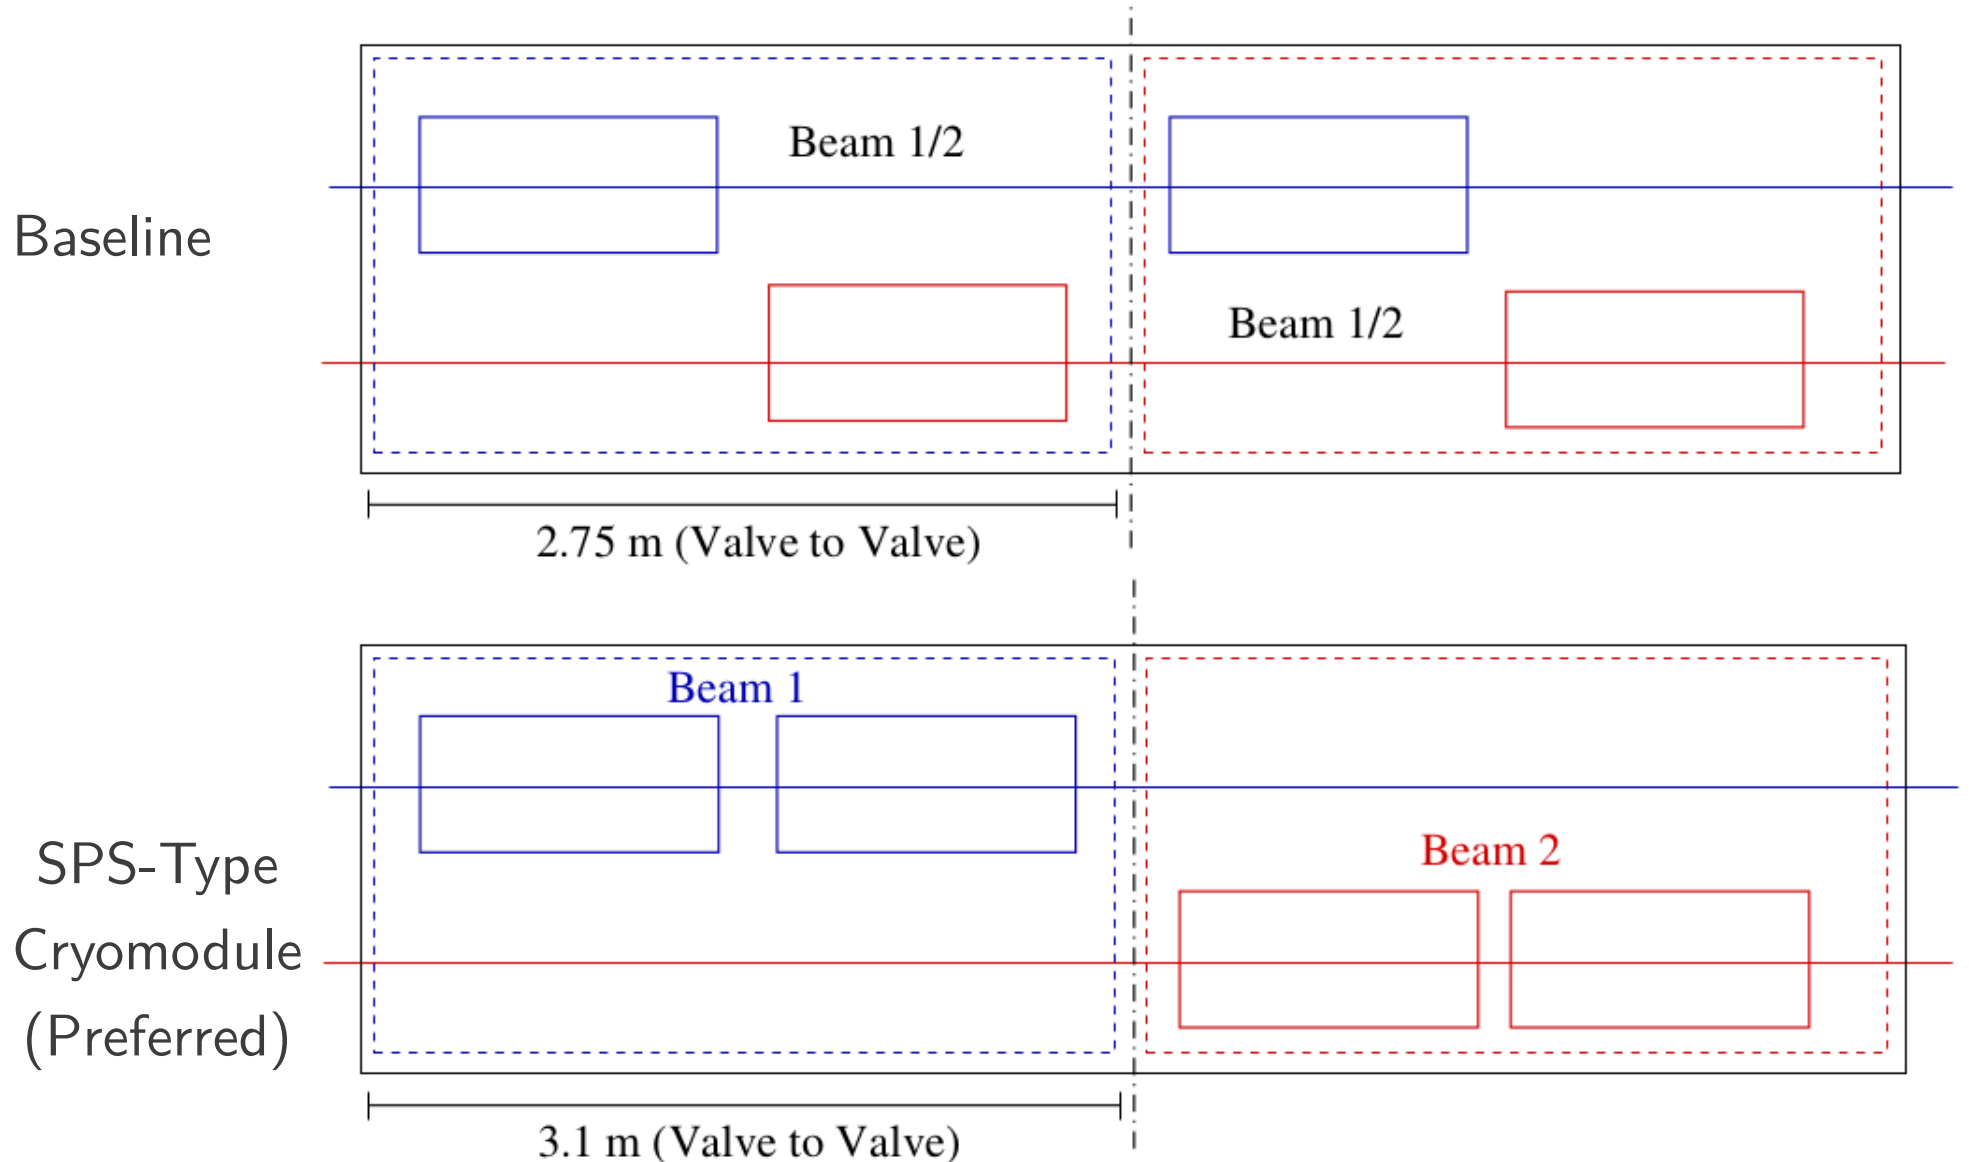 Baseline
Beam 1/2
Beam 1/2
2.75 m (Valve to Valve)
SPS-Type
Cryomodule
(Preferred)
Beam 1
Beam 2
3.1 m (Valve to Valve)